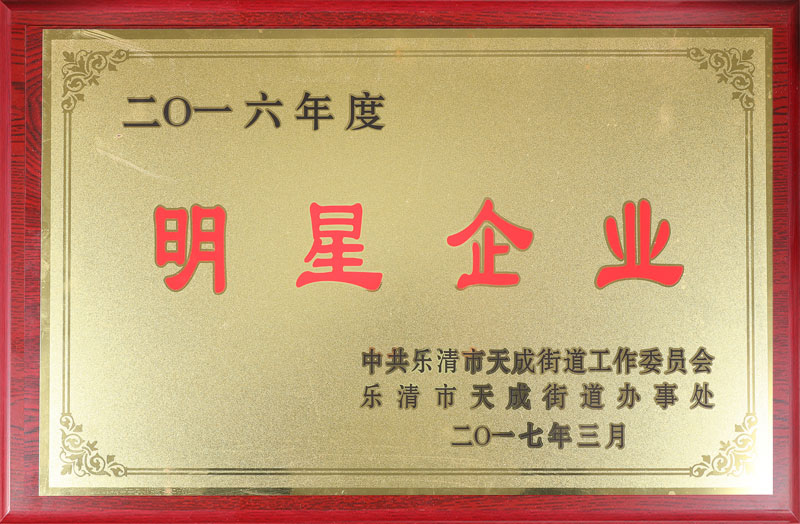 二〇一六年度
明星企业
中共乐清市天成街道工作委员会
乐清市天成街道办事处
二〇一七年三月